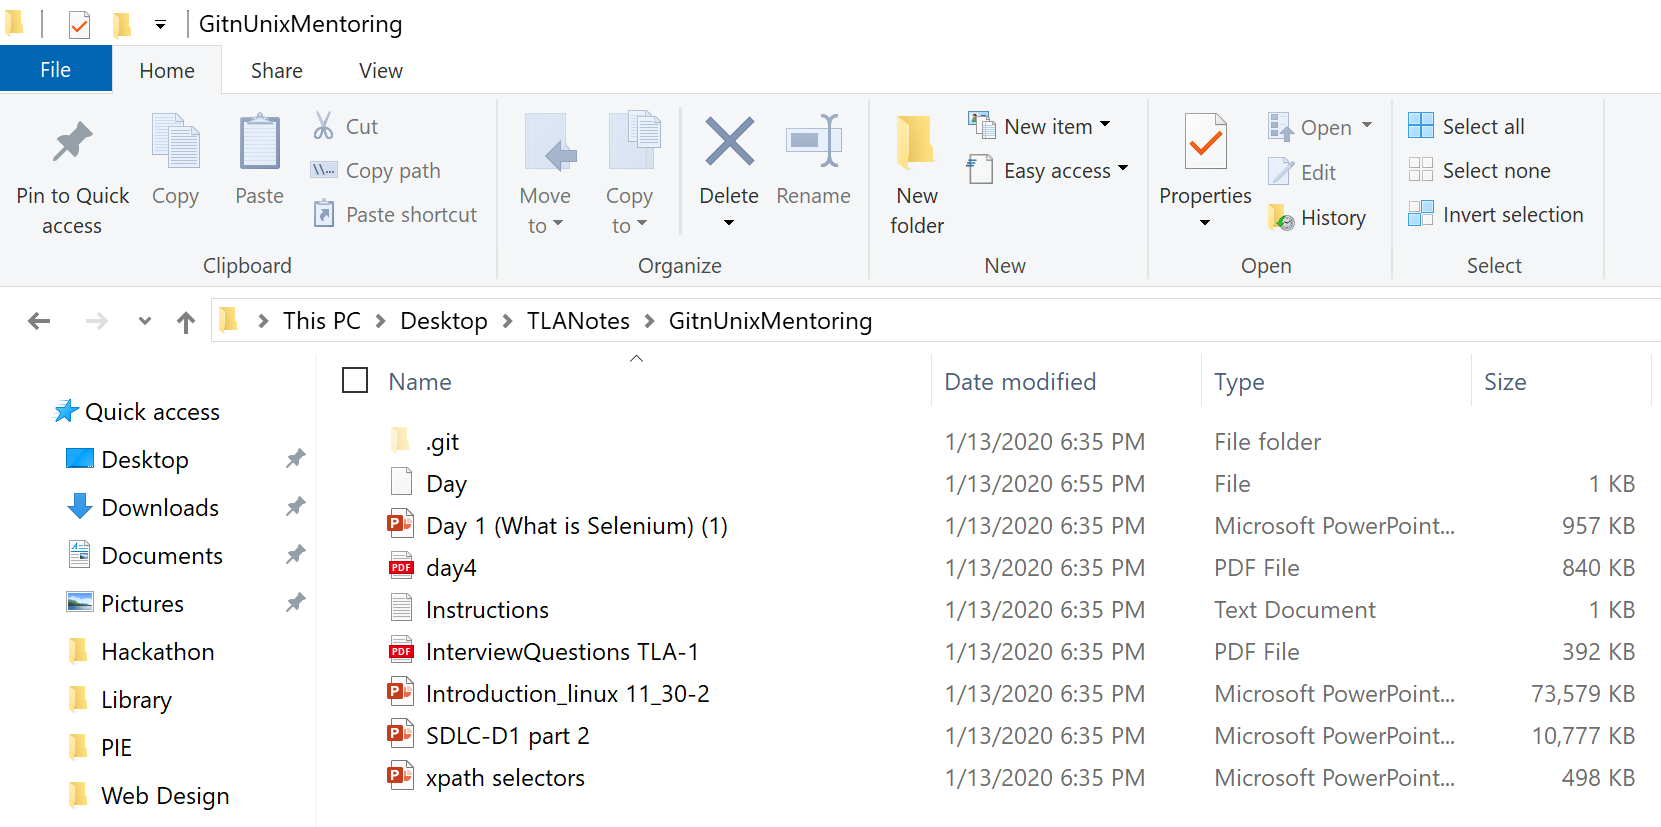 GitnUnixMentoring
File Home Share View
Pin to Quick access
Copy
Paste
Cut
Copy path
Paste shortcut
Clipboard
Move to
Copy to
Delete
Rename
Organize
New folder
New item
Easy access
New
Properties
Open
Edit
History
Open
Select all
Select none
Invert selection
Select
This PC > Desktop > TLANotes > GitnUnixMentoring
Quick access
Desktop
Downloads
Documents
Pictures
Hackathon
Library
PIE
Web Design
Name Date modified Type Size
.git 1/13/2020 6:35 PM File folder
Day 1/13/2020 6:55 PM File 1 KB
Day 1 (What is Selenium) (1) 1/13/2020 6:35 PM Microsoft PowerPoint... 957 KB
day4 1/13/2020 6:35 PM PDF File 840 KB
Instructions 1/13/2020 6:35 PM Text Document 1 KB
InterviewQuestions TLA-1 1/13/2020 6:35 PM PDF File 392 KB
Introduction_linux 11_30-2 1/13/2020 6:35 PM Microsoft PowerPoint... 73,579 KB
SDLC-D1 part 2 1/13/2020 6:35 PM Microsoft PowerPoint... 10,777 KB
xpath selectors 1/13/2020 6:35 PM Microsoft PowerPoint... 498 KB